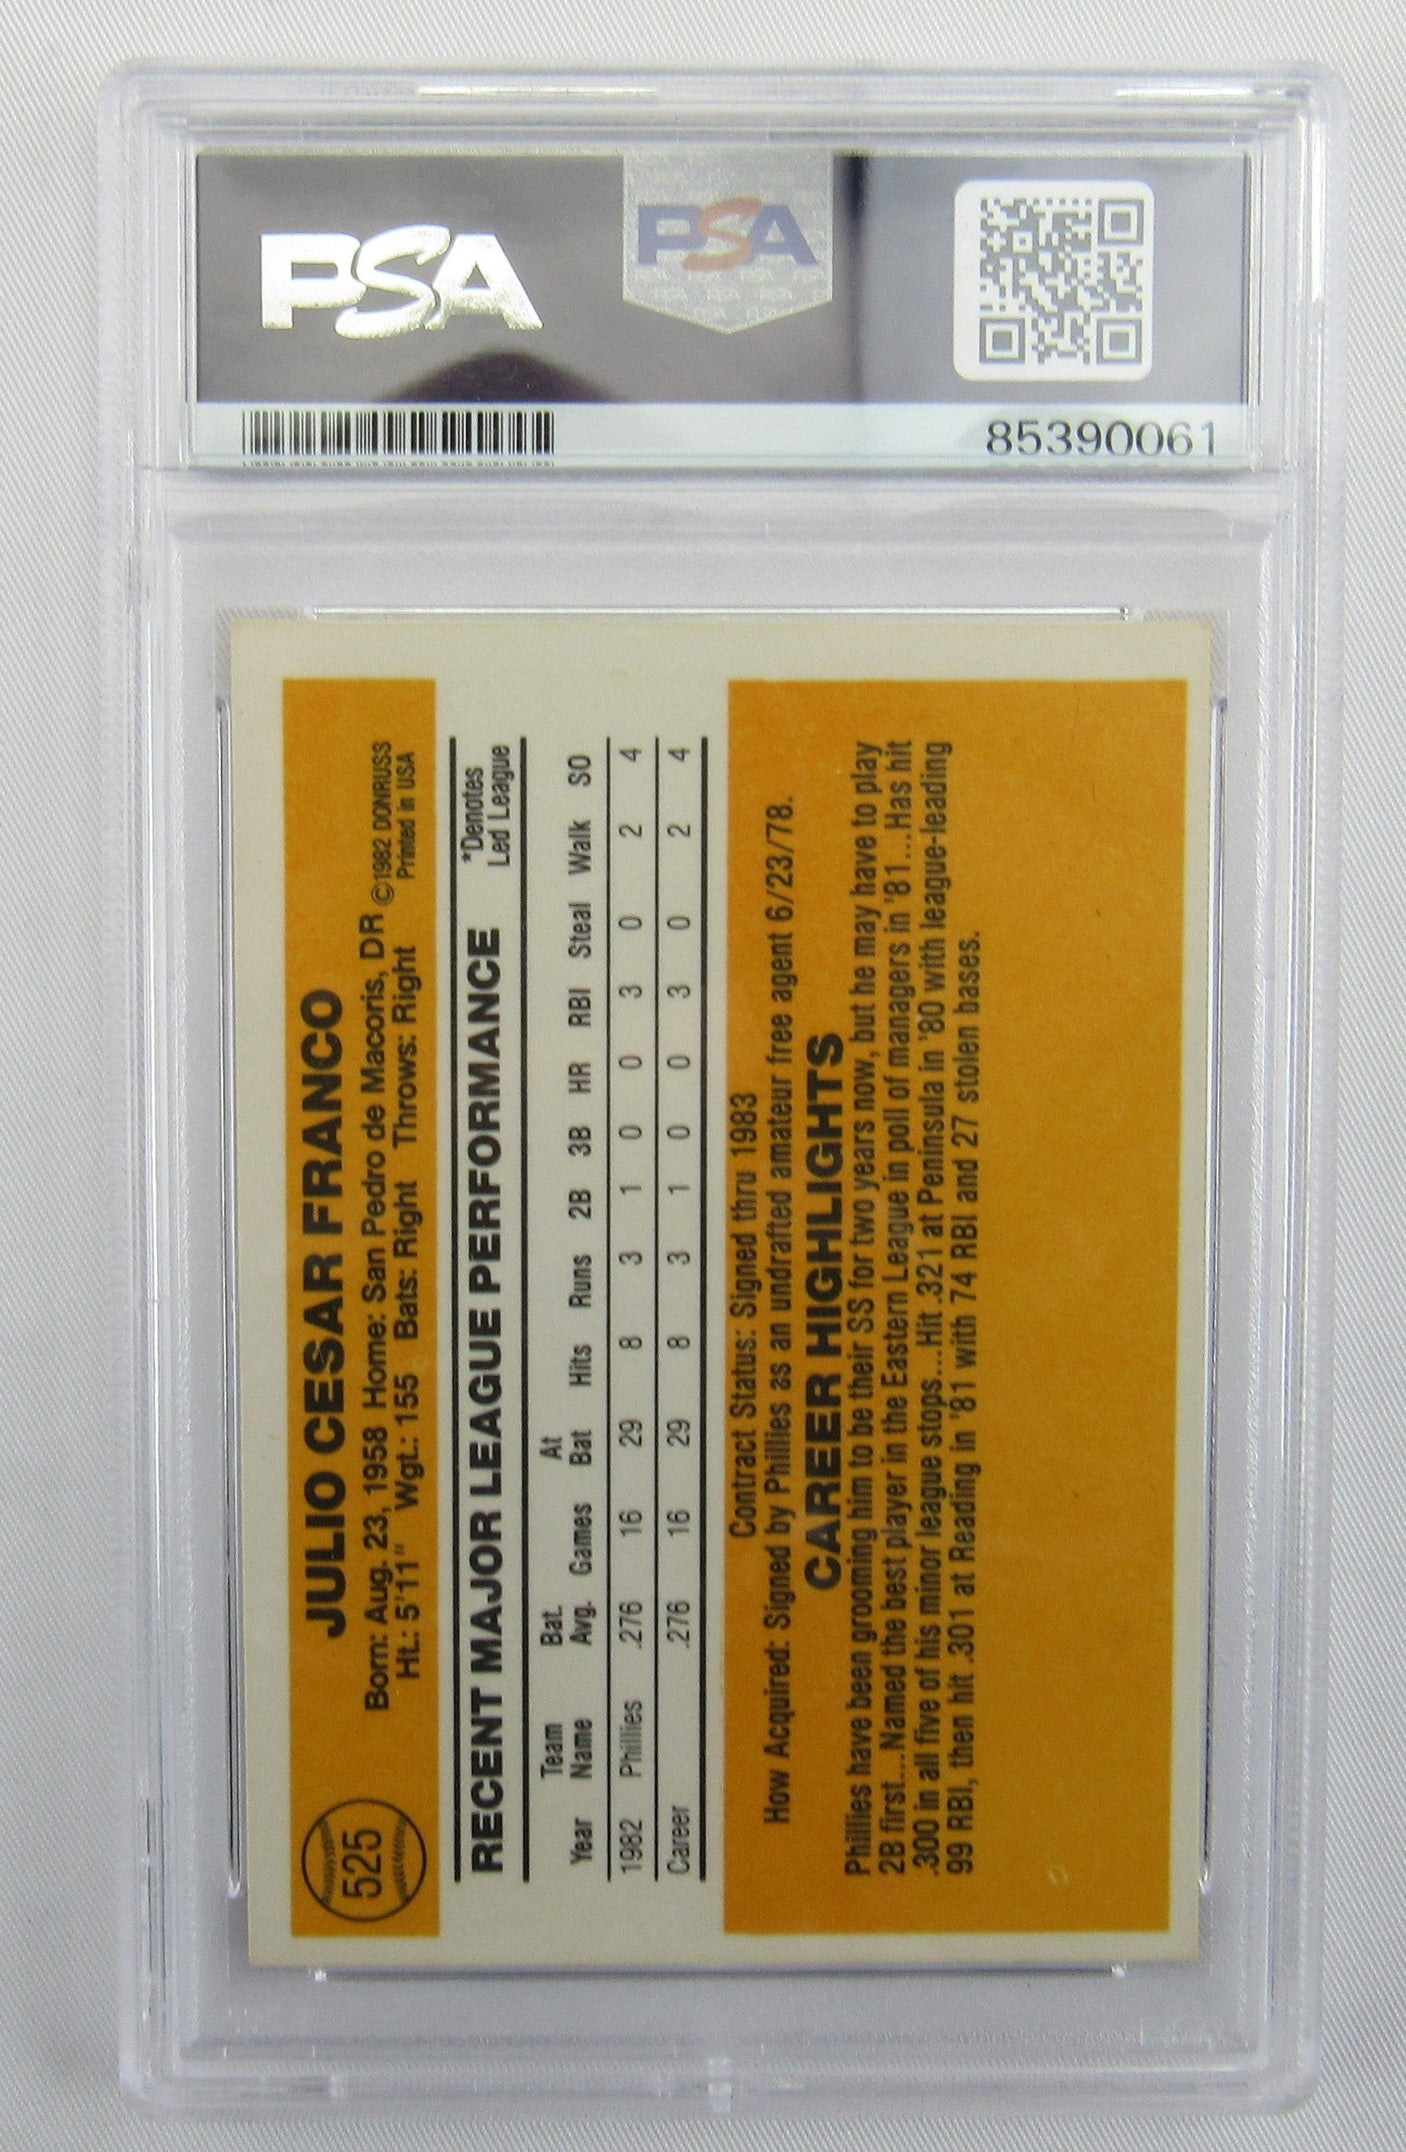 PSA
PSA
85390061
525
JULIO CESAR FRANCO
Born: Aug. 23, 1958 Home: San Pedro de Macoris, DR
Ht.: 5'11" Wgt.: 155 Bats: Right Throws: Right
©1982 DONRUSS
Printed in USA
RECENT MAJOR LEAGUE PERFORMANCE
*Denotes
Led League
Year Team Name Bat. Avg. Games At Bat Hits Runs 2B 3B HR RBI Steal Walk SO
1982 Phillies .276 16 29 8 3 1 0 0 3 0 2 4
Career .276 16 29 8 3 1 0 0 3 0 2 4
Contract Status: Signed thru 1983
How Acquired: Signed by Phillies as an undrafted amateur free agent 6/23/78.
CAREER HIGHLIGHTS
Phillies have been grooming him to be their SS for two years now, but he may have to play
2B first...Named the best player in the Eastern League in poll of managers in '81...Has hit
.300 in all five of his minor league stops...Hit .321 at Peninsula in '80 with league-leading
99 RBI, then hit .301 at Reading in '81 with 74 RBI and 27 stolen bases.